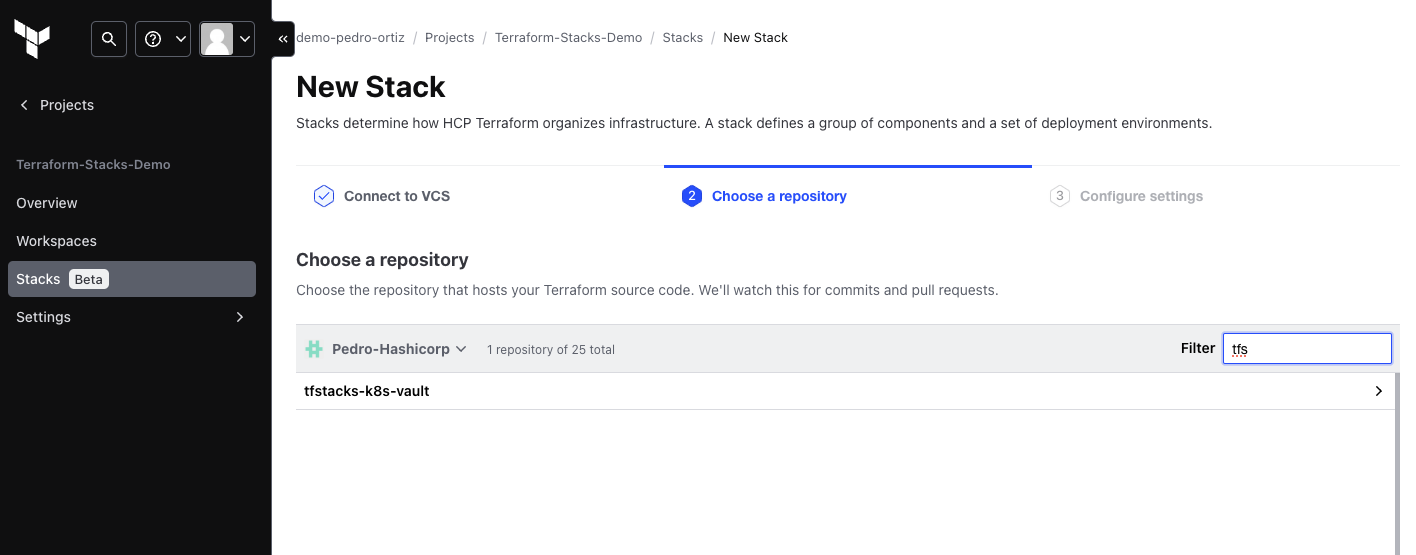 demo-pedro-ortiz / Projects / Terraform-Stacks-Demo / Stacks / New Stack
Projects
Terraform-Stacks-Demo
Overview
Workspaces
Stacks Beta
Settings
New Stack
Stacks determine how HCP Terraform organizes infrastructure. A stack defines a group of components and a set of deployment environments.
Connect to VCS
2 Choose a repository
3 Configure settings
Choose a repository
Choose the repository that hosts your Terraform source code. We'll watch this for commits and pull requests.
Pedro-Hashicorp 1 repository of 25 total Filter tfs
tfstacks-k8s-vault